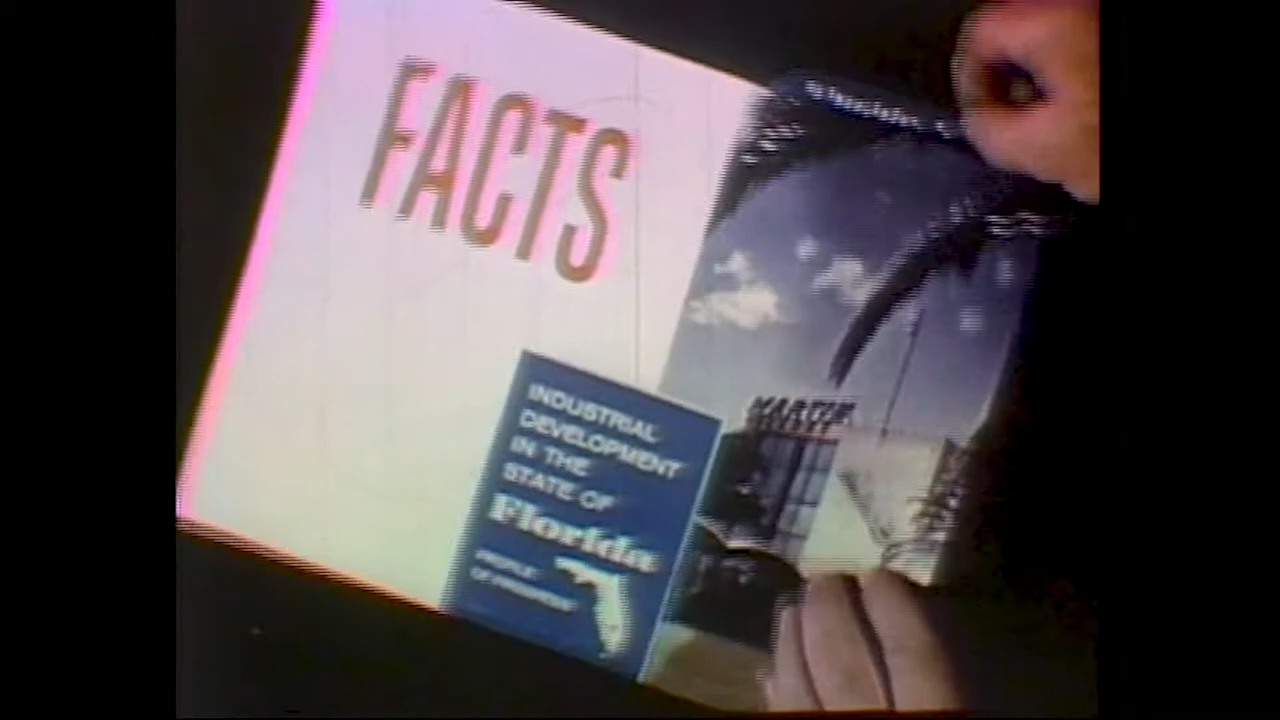 FACTS
INDUSTRIAL
DEVELOPMENT
IN THE
STATE OF
Florida
MARTIN